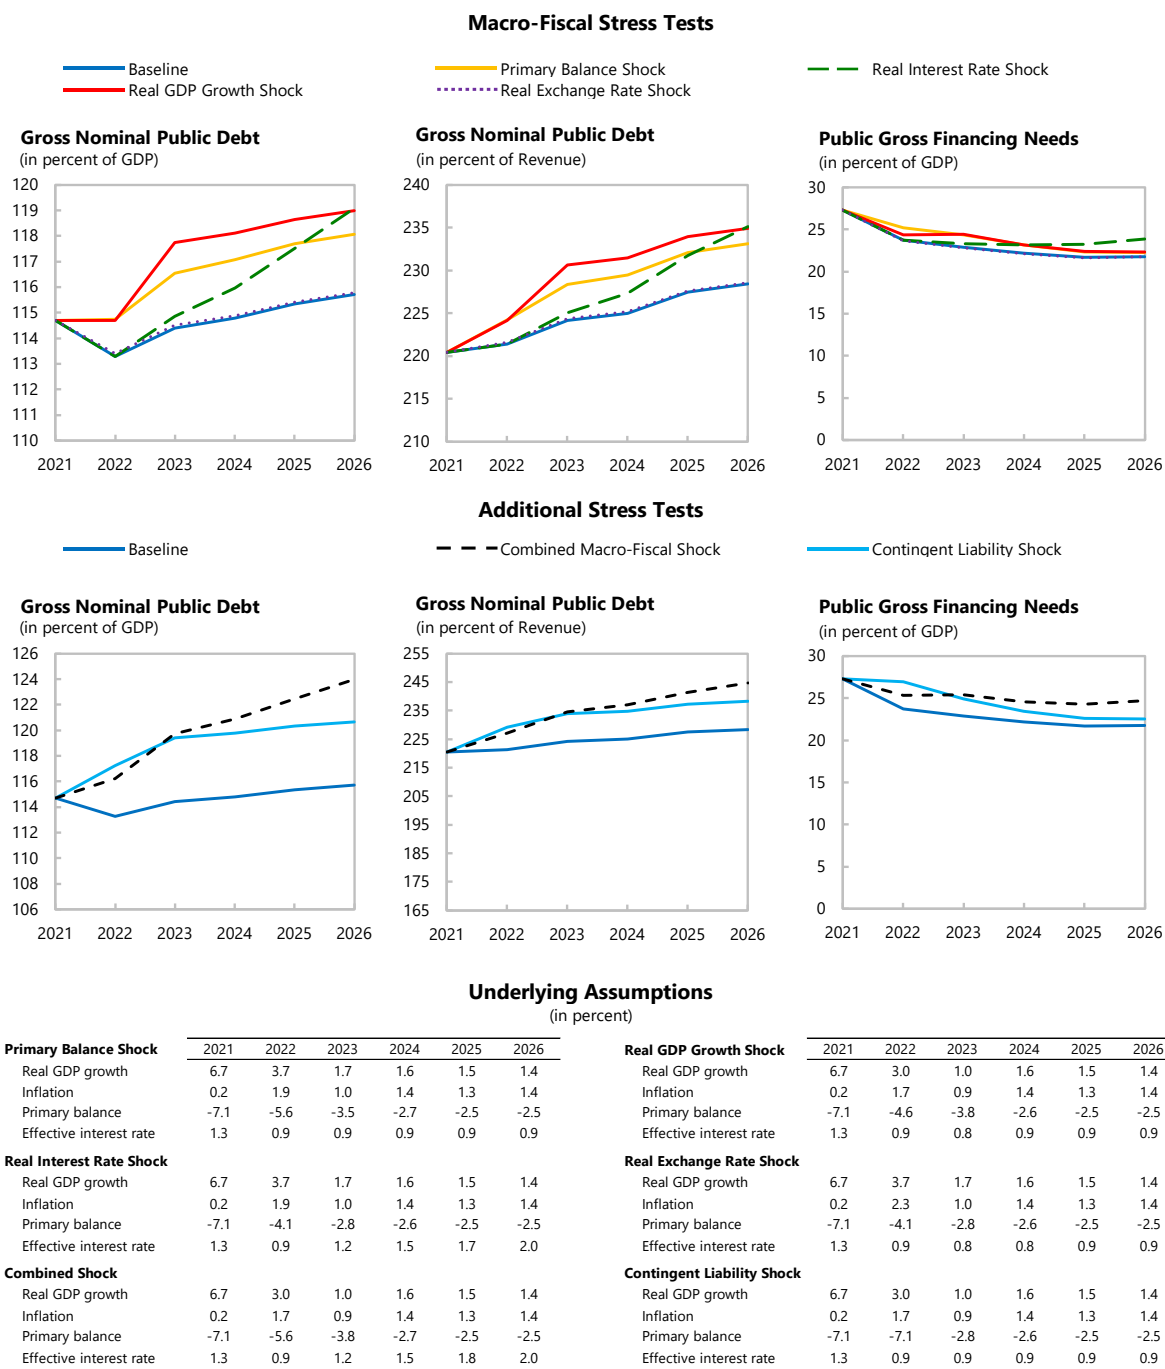 Macro-Fiscal Stress Tests
Baseline
Primary Balance Shock
Real Interest Rate Shock
Real GDP Growth Shock
Real Exchange Rate Shock
Gross Nominal Public Debt
(in percent of GDP)
120
119
118
117
116
115
114
113
112
111
110
2021 2022 2023 2024 2025 2026
Gross Nominal Public Debt
(in percent of Revenue)
240
235
230
225
220
215
210
2021 2022 2023 2024 2025 2026
Public Gross Financing Needs
(in percent of GDP)
30
25
20
15
10
5
0
2021 2022 2023 2024 2025 2026
Additional Stress Tests
Baseline
Combined Macro-Fiscal Shock
Contingent Liability Shock
Gross Nominal Public Debt
(in percent of GDP)
126
124
122
120
118
116
114
112
110
108
106
2021 2022 2023 2024 2025 2026
Gross Nominal Public Debt
(in percent of Revenue)
255
245
235
225
215
205
195
185
175
165
2021 2022 2023 2024 2025 2026
Public Gross Financing Needs
(in percent of GDP)
30
25
20
15
10
5
0
2021 2022 2023 2024 2025 2026
Underlying Assumptions
(in percent)
Primary Balance Shock 2021 2022 2023 2024 2025 2026
Real GDP growth 6.7 3.7 1.7 1.6 1.5 1.4
Inflation 0.2 1.9 1.0 1.4 1.3 1.4
Primary balance -7.1 -5.6 -3.5 -2.7 -2.5 -2.5
Effective interest rate 1.3 0.9 0.9 0.9 0.9 0.9
Real Interest Rate Shock
Real GDP growth 6.7 3.7 1.7 1.6 1.5 1.4
Inflation 0.2 1.9 1.0 1.4 1.3 1.4
Primary balance -7.1 -4.1 -2.8 -2.6 -2.5 -2.5
Effective interest rate 1.3 0.9 1.2 1.5 1.7 2.0
Combined Shock
Real GDP growth 6.7 3.0 1.0 1.6 1.5 1.4
Inflation 0.2 1.7 0.9 1.4 1.3 1.4
Primary balance -7.1 -5.6 -3.8 -2.7 -2.5 -2.5
Effective interest rate 1.3 0.9 1.2 1.5 1.8 2.0
Real GDP Growth Shock 2021 2022 2023 2024 2025 2026
Real GDP growth 6.7 3.0 1.0 1.6 1.5 1.4
Inflation 0.2 1.7 0.9 1.4 1.3 1.4
Primary balance -7.1 -4.6 -3.8 -2.6 -2.5 -2.5
Effective interest rate 1.3 0.9 0.8 0.9 0.9 0.9
Real Exchange Rate Shock
Real GDP growth 6.7 3.7 1.7 1.6 1.5 1.4
Inflation 0.2 2.3 1.0 1.4 1.3 1.4
Primary balance -7.1 -4.1 -2.8 -2.6 -2.5 -2.5
Effective interest rate 1.3 0.9 0.8 0.8 0.9 0.9
Contingent Liability Shock
Real GDP growth 6.7 3.0 1.0 1.6 1.5 1.4
Inflation 0.2 1.7 0.9 1.4 1.3 1.4
Primary balance -7.1 -7.1 -2.8 -2.6 -2.5 -2.5
Effective interest rate 1.3 0.9 0.9 0.9 0.9 0.9